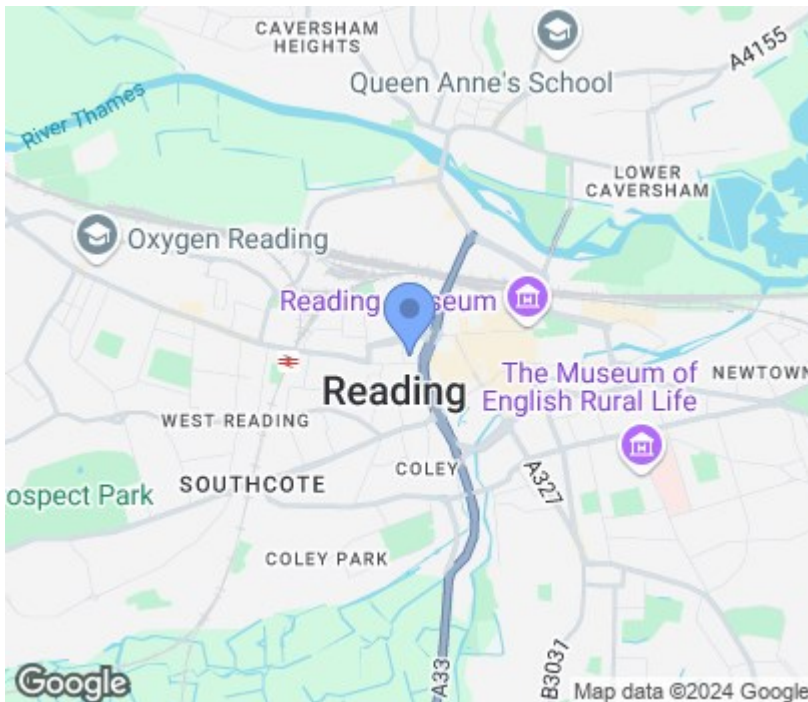 CAVERSHAM
HEIGHTS
A4155
Queen Anne's School
River Thames
LOWER
CAVERSHAM
Oxygen Reading
Reading seum
Reading
The Museum of
English Rural Life
NEWTOWN
WEST READING
COLEY
SOUTHCOTE
A327
ospect Park
COLEY PARK
A33
B3031
Google
Map data ©2024 Google